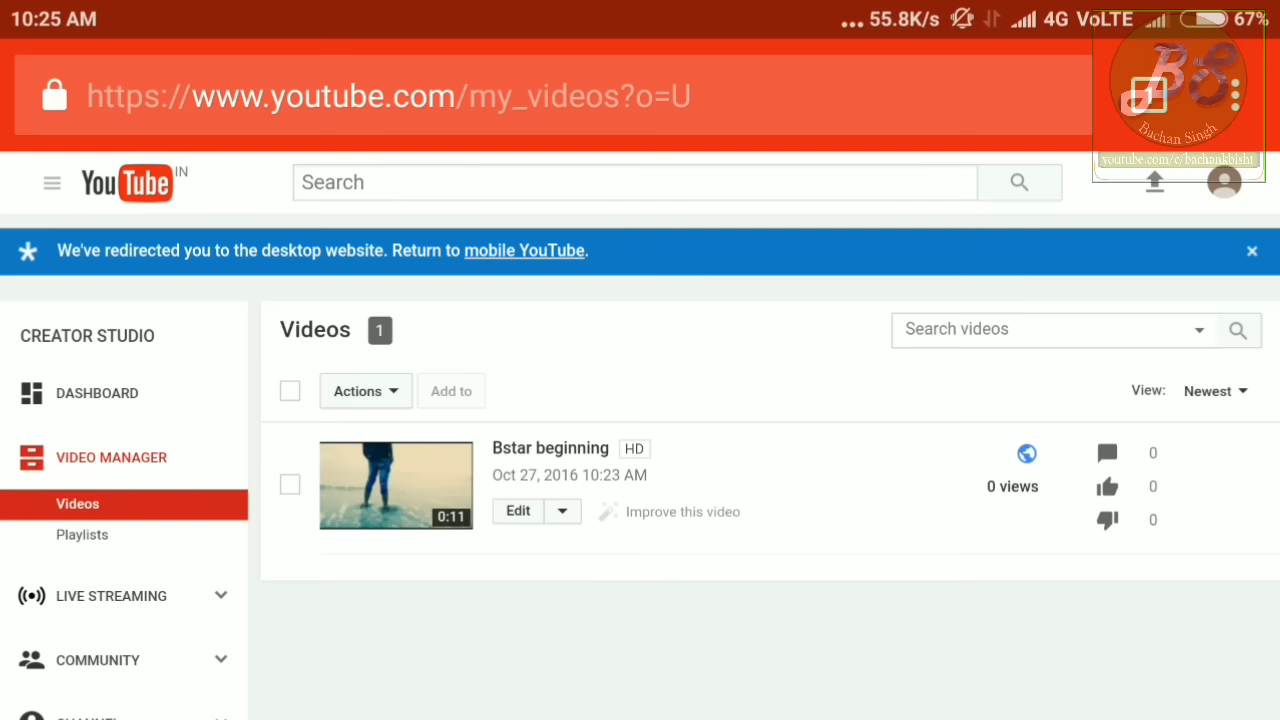 10:25 AM
... 55.8K/s 4G VoLTE 67%
https://www.youtube.com/my_videos?o=U
1
BS
Bachan Singh
youtube.com/c/bachankbisht
YouTube IN
Search
We've redirected you to the desktop website. Return to mobile YouTube.
CREATOR STUDIO
DASHBOARD
VIDEO MANAGER
Videos
Playlists
LIVE STREAMING
COMMUNITY
CHANNEL
Videos 1
Search videos
Actions
Add to
View: Newest
0:11
Bstar beginning HD
Oct 27, 2016 10:23 AM
Edit
Improve this video
0 views
0
0
0